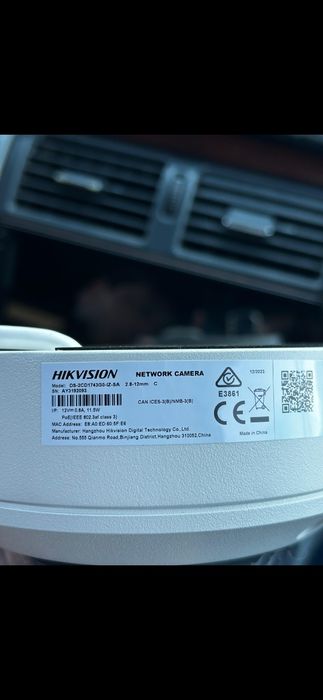 HIKVISION NETWORK CAMERA 12/2023
Model: DS-2CD1743G0-IZ-SA 2.8-12mm C
SN: AY3192093
CAN ICES-3(B)/NMB-3(B)
E3861
I/P: 12V⎓0.8A, 11.5W
PoE(IEEE 802.3at class 3)
CE
MAC Address: E8:A0:ED:60:5F:E6
Made in China
Manufacturer: Hangzhou Hikvision Digital Technology Co., Ltd.
Address: No.555 Qianmo Road,Binjiang District,Hangzhou 310052,China